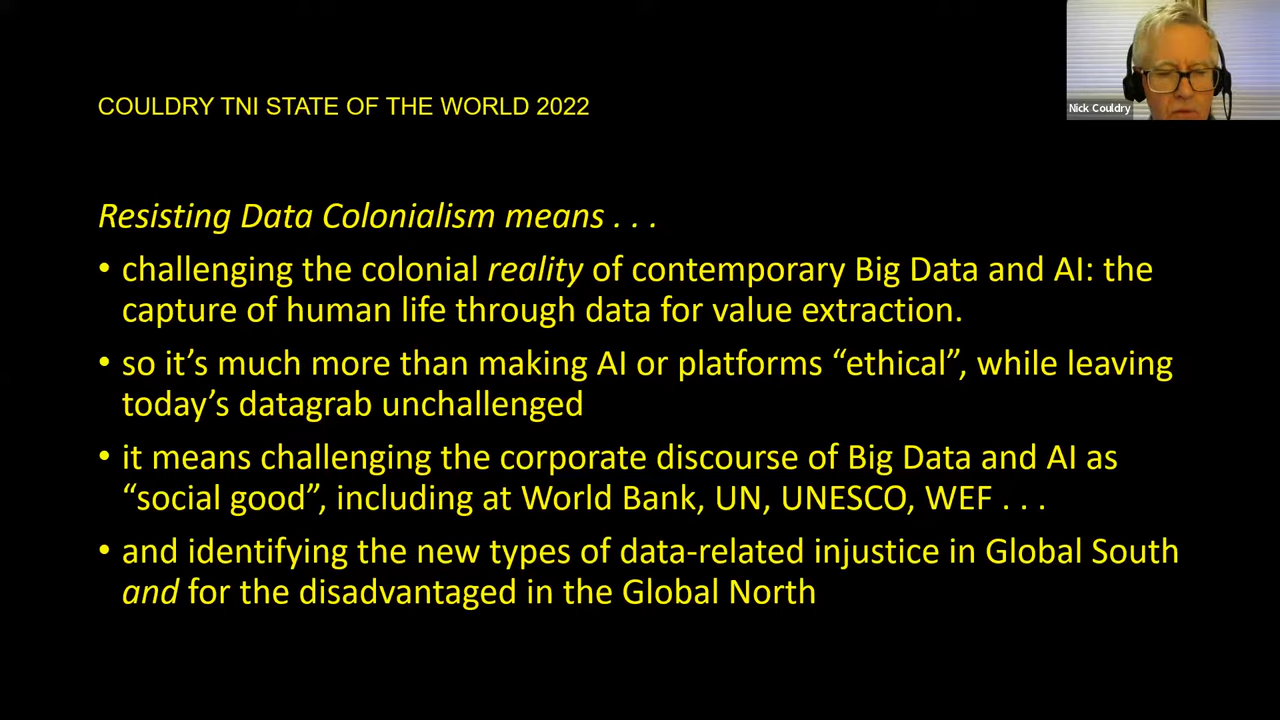 COULDRY TNI STATE OF THE WORLD 2022
Nick Couldry
Resisting Data Colonialism means . . .
• challenging the colonial reality of contemporary Big Data and AI: the
capture of human life through data for value extraction.
• so it’s much more than making AI or platforms “ethical”, while leaving
today’s datagrab unchallenged
• it means challenging the corporate discourse of Big Data and AI as
“social good”, including at World Bank, UN, UNESCO, WEF . . .
• and identifying the new types of data-related injustice in Global South
and for the disadvantaged in the Global North